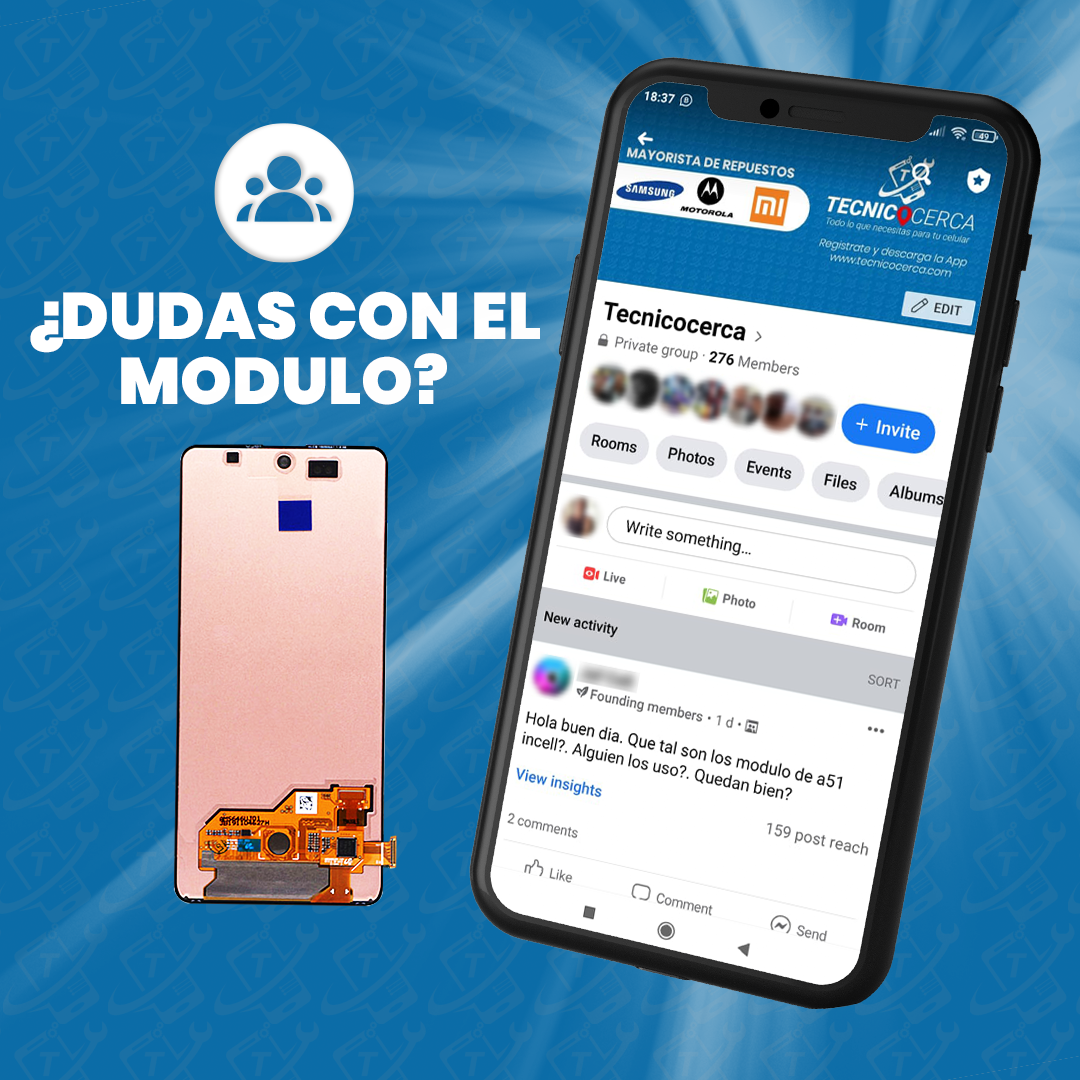 ¿DUDAS CON EL
MODULO?
18:37
49
MAYORISTA DE REPUESTOS
SAMSUNG
MOTOROLA
TECNICOCERCA
Todo lo que necesitas para tu celular
Registrate y descarga la App
www.tecnicocerca.com
EDIT
Tecnicocerca >
Private group · 276 Members
+ Invite
Rooms
Photos
Events
Files
Albums
Write something...
Live
Photo
Room
New activity
SORT
Founding members • 1 d •
Hola buen dia. Que tal son los modulo de a51
incell?. Alguien los uso?. Quedan bien?
View insights
159 post reach
2 comments
Like
Comment
Send